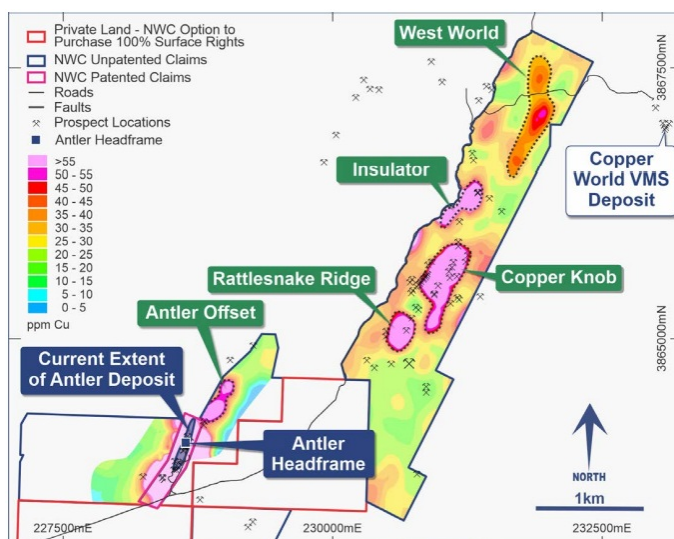 Private Land - NWC Option to
Purchase 100% Surface Rights
NWC Unpatented Claims
NWC Patented Claims
Roads
Faults
Prospect Locations
Antler Headframe
>55
50 - 55
45 - 50
40 - 45
35 - 40
30 - 35
25 - 30
20 - 25
15 - 20
10 - 15
5 - 10
0 - 5
ppm Cu
West World
3867500mN
Copper
World VMS
Deposit
Insulator
Rattlesnake Ridge
Copper Knob
Antler Offset
3865000mN
Current Extent
of Antler Deposit
Antler
Headframe
NORTH
1km
227500mE
230000mE
232500mE